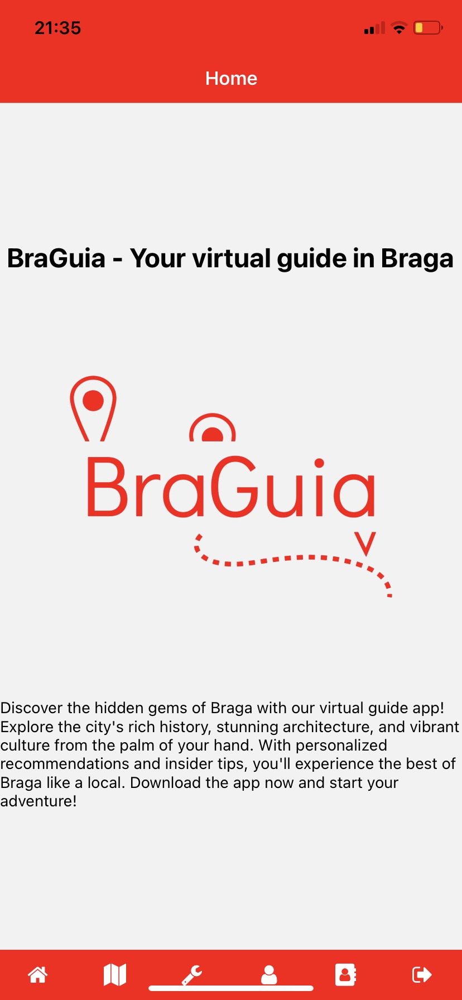 21:35
Home
BraGuia - Your virtual guide in Braga
BraGuia
Discover the hidden gems of Braga with our virtual guide app!
Explore the city's rich history, stunning architecture, and vibrant
culture from the palm of your hand. With personalized
recommendations and insider tips, you'll experience the best of
Braga like a local. Download the app now and start your
adventure!